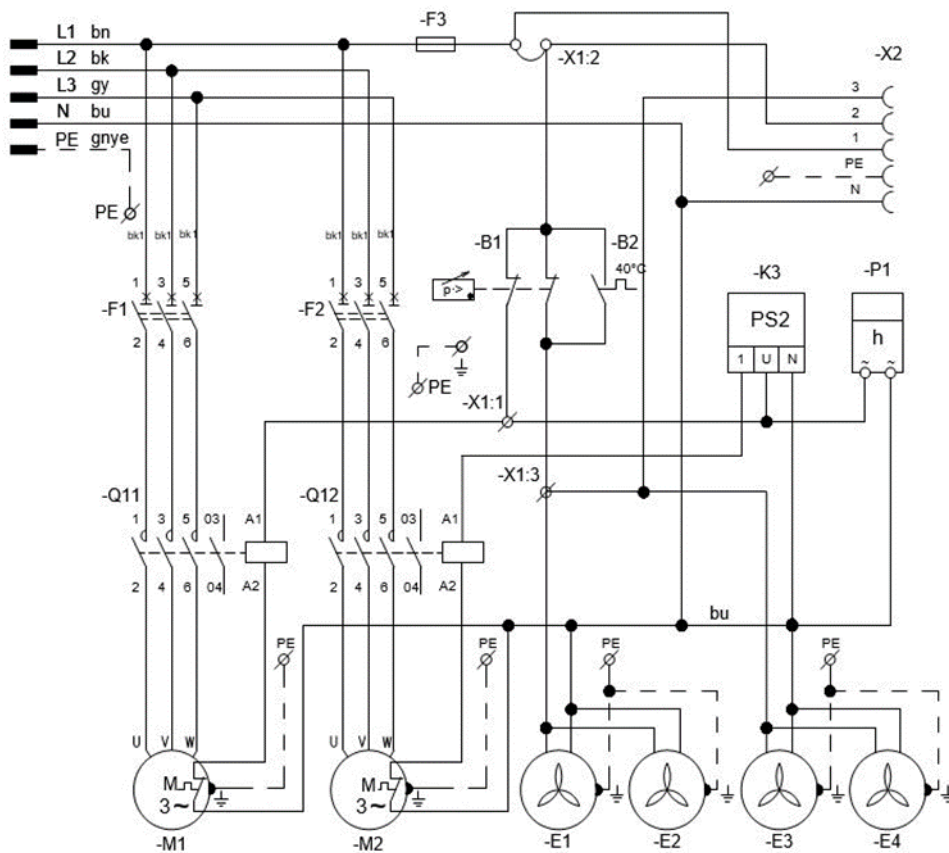 L1 bn
-F3
-X1:2
-X2
L2 bk
L3 gy
N bu
PE gnye
3
2
1
PE
N
PE
bk1 bk1 bk1
bk1 bk1 bk1
-B1
-B2
40°C
p->
-K3
PS2
1 U N
-P1
h
~ ~
1 3 5
-F1
2 4 6
1 3 5
-F2
2 4 6
PE
-X1:1
-X1:3
-Q11
1 3 5 03 A1
2 4 6 04 A2
-Q12
1 3 5 03 A1
2 4 6 04 A2
bu
PE
PE
PE
PE
U V W
M
3~
-M1
U V W
M
3~
-M2
-E1
-E2
-E3
-E4